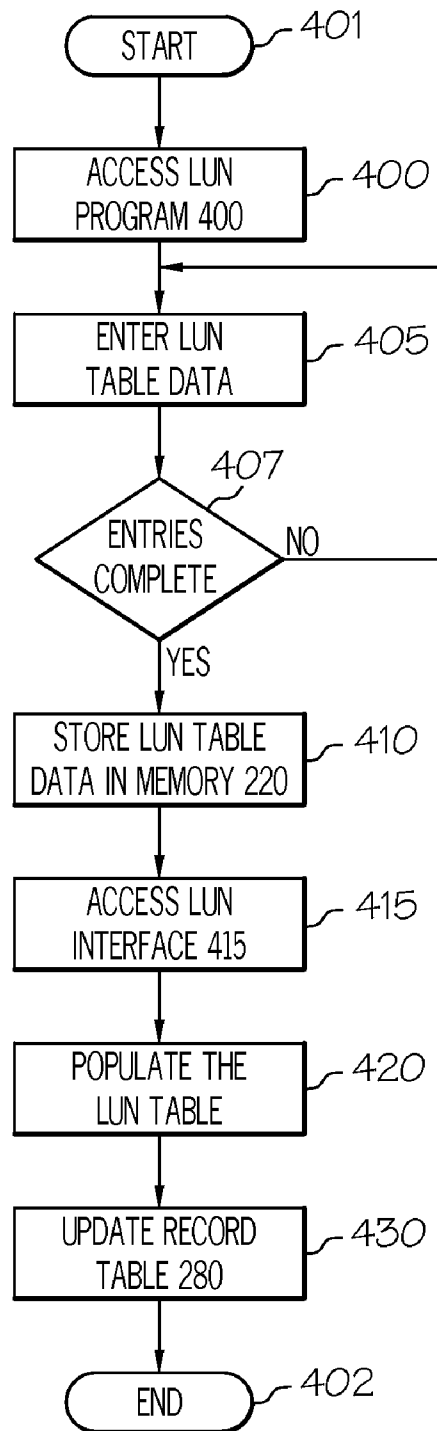 START
401
ACCESS LUN
PROGRAM 400
400
ENTER LUN
TABLE DATA
405
407
ENTRIES
COMPLETE
NO
YES
STORE LUN TABLE
DATA IN MEMORY 220
410
ACCESS LUN
INTERFACE 415
415
POPULATE THE
LUN TABLE
420
UPDATE RECORD
TABLE 280
430
END
402